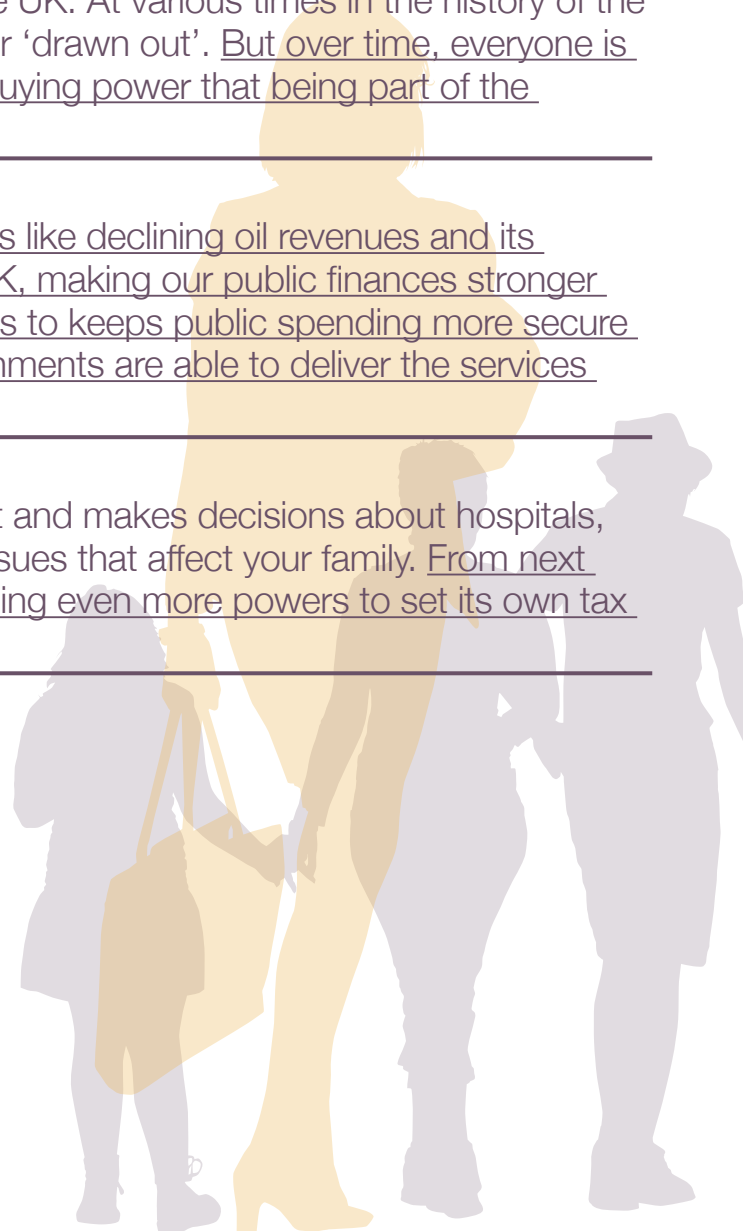 e UK. At various times in the history of the
r ‘drawn out’. But over time, everyone is
uying power that being part of the
s like declining oil revenues and its
K, making our public finances stronger
s to keeps public spending more secure
nments are able to deliver the services
t and makes decisions about hospitals,
sues that affect your family. From next
ing even more powers to set its own tax